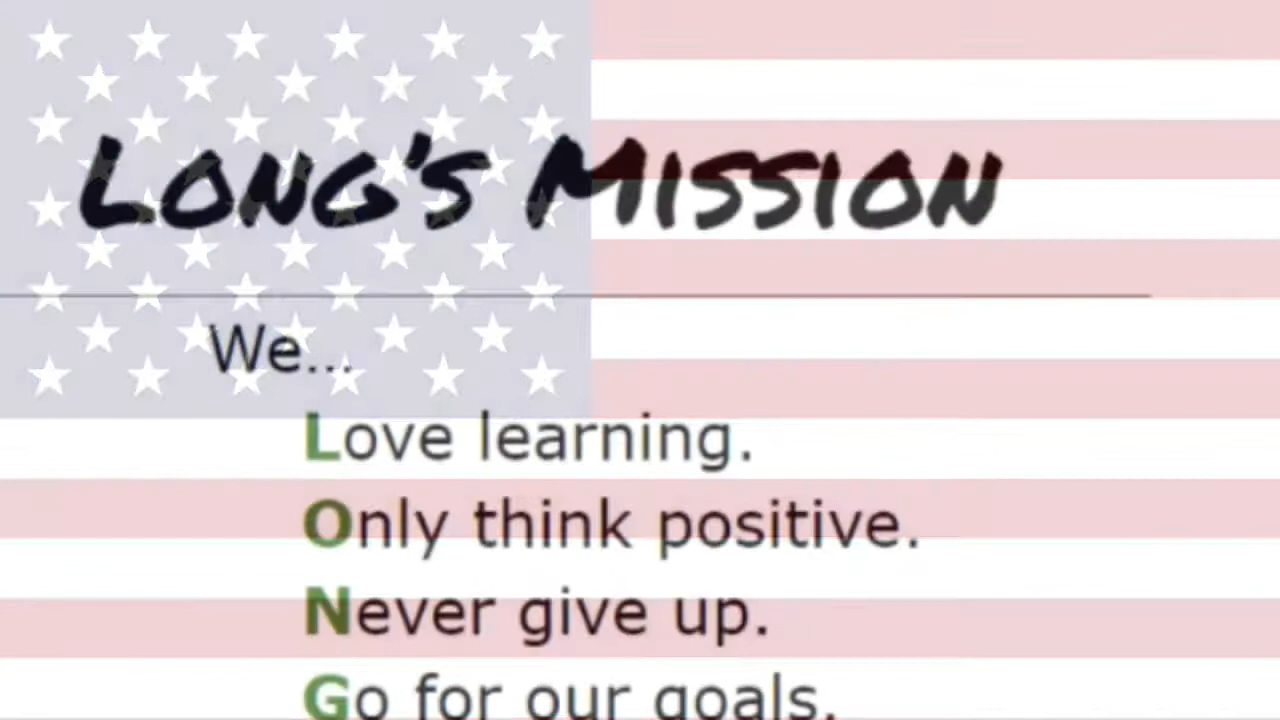 LONG'S MISSION
We...
Love learning.
Only think positive.
Never give up.
Go for our goals.